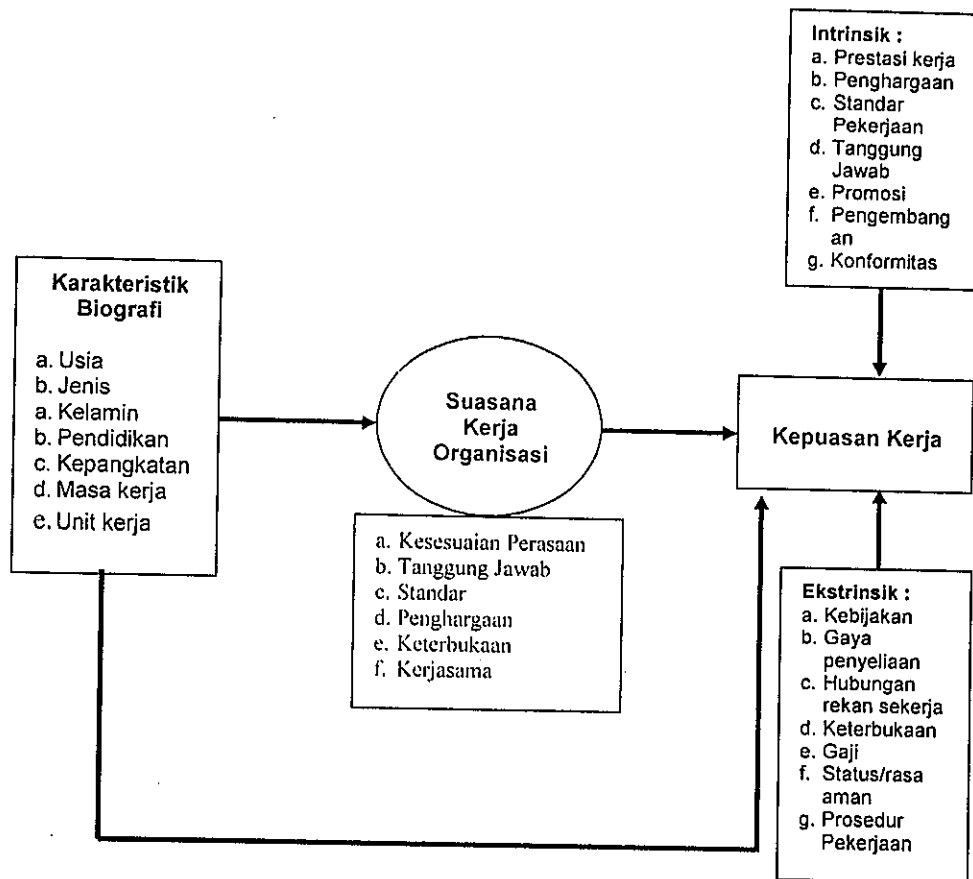 Intrinsik :
a. Prestasi kerja
b. Penghargaan
c. Standar
Pekerjaan
d. Tanggung
Jawab
e. Promosi
f. Pengembang
an
g. Konformitas
Karakteristik
Biografi
a. Usia
b. Jenis
a. Kelamin
b. Pendidikan
c. Kepangkatan
d. Masa kerja
e. Unit kerja
Suasana
Kerja
Organisasi
Kepuasan Kerja
a. Kesesuaian Perasaan
b. Tanggung Jawab
c. Standar
d. Penghargaan
e. Keterbukaan
f. Kerjasama
Ekstrinsik :
a. Kebijakan
b. Gaya
penyeliaan
c. Hubungan
rekan sekerja
d. Keterbukaan
e. Gaji
f. Status/rasa
aman
g. Prosedur
Pekerjaan